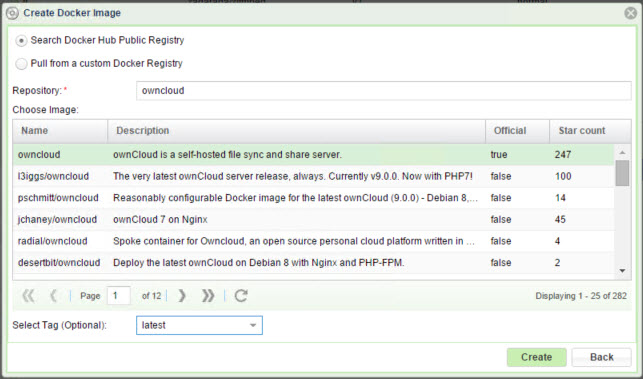 Create Docker Image
Search Docker Hub Public Registry
Pull from a custom Docker Registry
Repository: * owncloud
Choose Image:
Name Description Official Star count
owncloud ownCloud is a self-hosted file sync and share server. true 247
l3iggs/owncloud The very latest ownCloud server release, always. Currently v9.0.0. Now with PHP7! false 100
pschmitt/owncloud Reasonably configurable Docker image for the latest ownCloud (9.0.0) - Debian 8,... false 14
jchaney/owncloud ownCloud 7 on Nginx false 45
radial/owncloud Spoke container for Owncloud, an open source personal cloud platform written in ... false 4
desertbit/owncloud Deploy the latest ownCloud on Debian 8 with Nginx and PHP-FPM. false 2
Page 1 of 12 Displaying 1 - 25 of 282
Select Tag (Optional): latest
Create Back